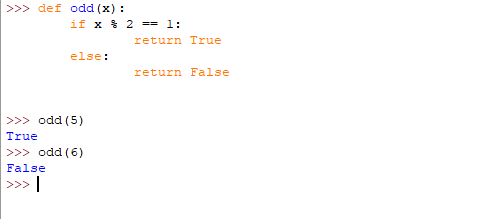 >>> def odd(x):
        if x % 2 == 1:
                return True
        else:
                return False

>>> odd(5)
True
>>> odd(6)
False
>>>